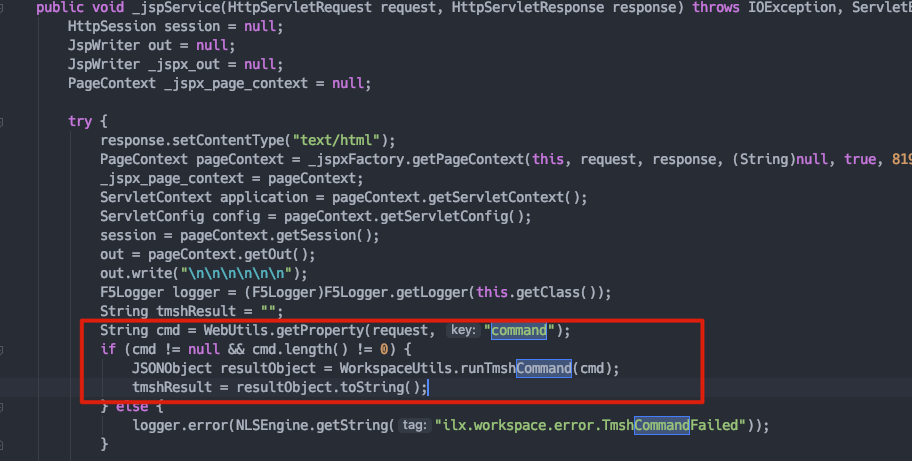 public void _jspService(HttpServletRequest request, HttpServletResponse response) throws IOException, ServletE
HttpSession session = null;
JspWriter out = null;
JspWriter _jspx_out = null;
PageContext _jspx_page_context = null;
try {
response.setContentType("text/html");
PageContext pageContext = _jspxFactory.getPageContext(this, request, response, (String)null, true, 819
_jspx_page_context = pageContext;
ServletContext application = pageContext.getServletContext();
ServletConfig config = pageContext.getServletConfig();
session = pageContext.getSession();
out = pageContext.getOut();
out.write("\n\n\n\n\n\n");
F5Logger logger = (F5Logger)F5Logger.getLogger(this.getClass());
String tmshResult = "";
String cmd = WebUtils.getProperty(request, key: "command");
if (cmd != null && cmd.length() != 0) {
JSONObject resultObject = WorkspaceUtils.runTmshCommand(cmd);
tmshResult = resultObject.toString();
} else {
logger.error(NLSEngine.getString( tag: "ilx.workspace.error.TmshCommandFailed"));
}